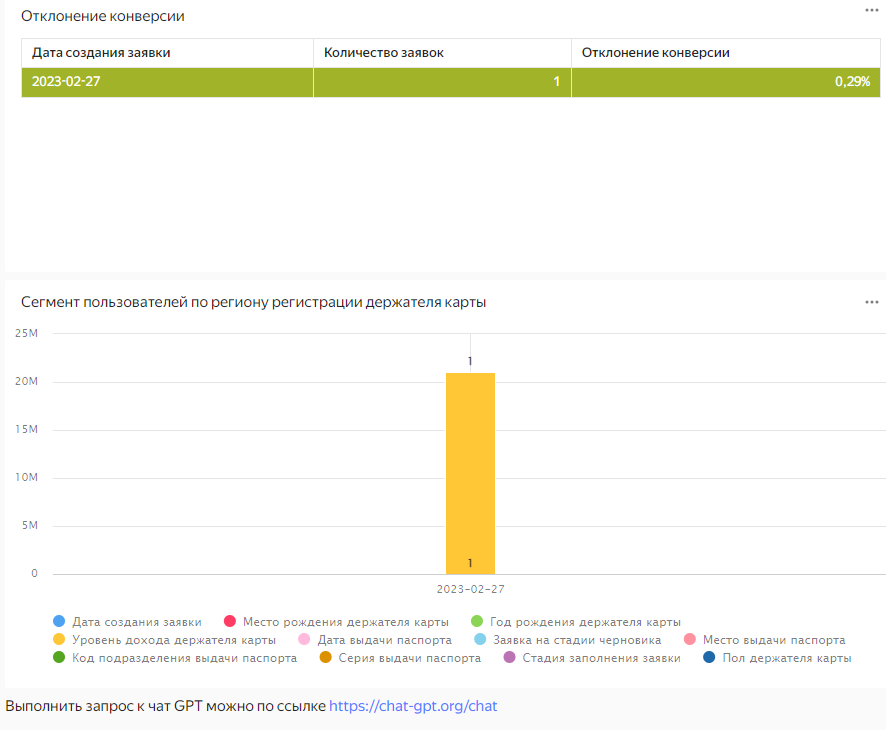 Отклонение конверсии
Дата создания заявки Количество заявок Отклонение конверсии
2023-02-27 1 0,29%
Сегмент пользователей по региону регистрации держателя карты
25M
1
20M
15M
10M
5M
1
0
2023-02-27
Дата создания заявки Место рождения держателя карты Год рождения держателя карты
Уровень дохода держателя карты Дата выдачи паспорта Заявка на стадии черновика Место выдачи паспорта
Код подразделения выдачи паспорта Серия выдачи паспорта Стадия заполнения заявки Пол держателя карты
Выполнить запрос к чат GPT можно по ссылке https://chat-gpt.org/chat